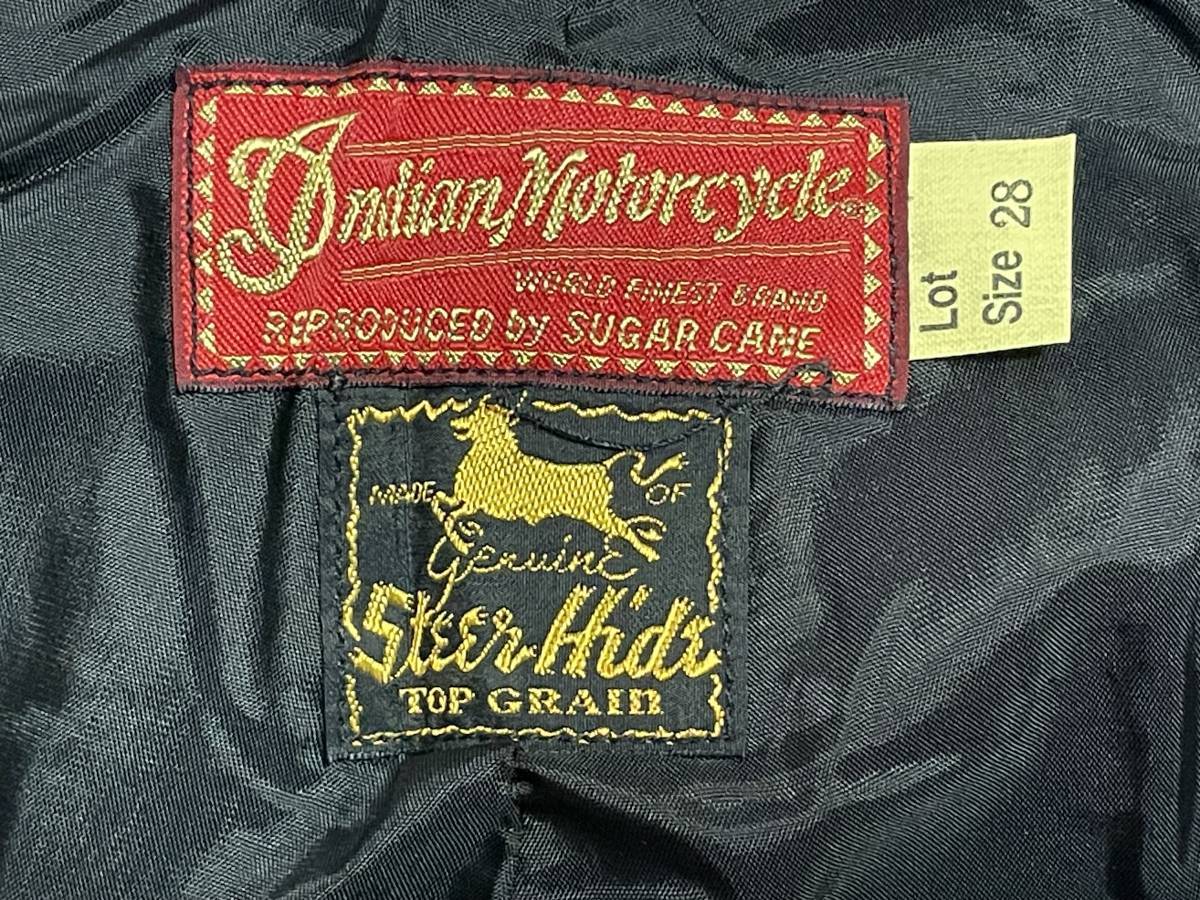 Indian Motorcycle
WORLD FINEST BRAND
REPRODUCED by SUGAR CANE
Lot
Size 28
MADE OF
Genuine
Steer Hide
TOP GRAIN